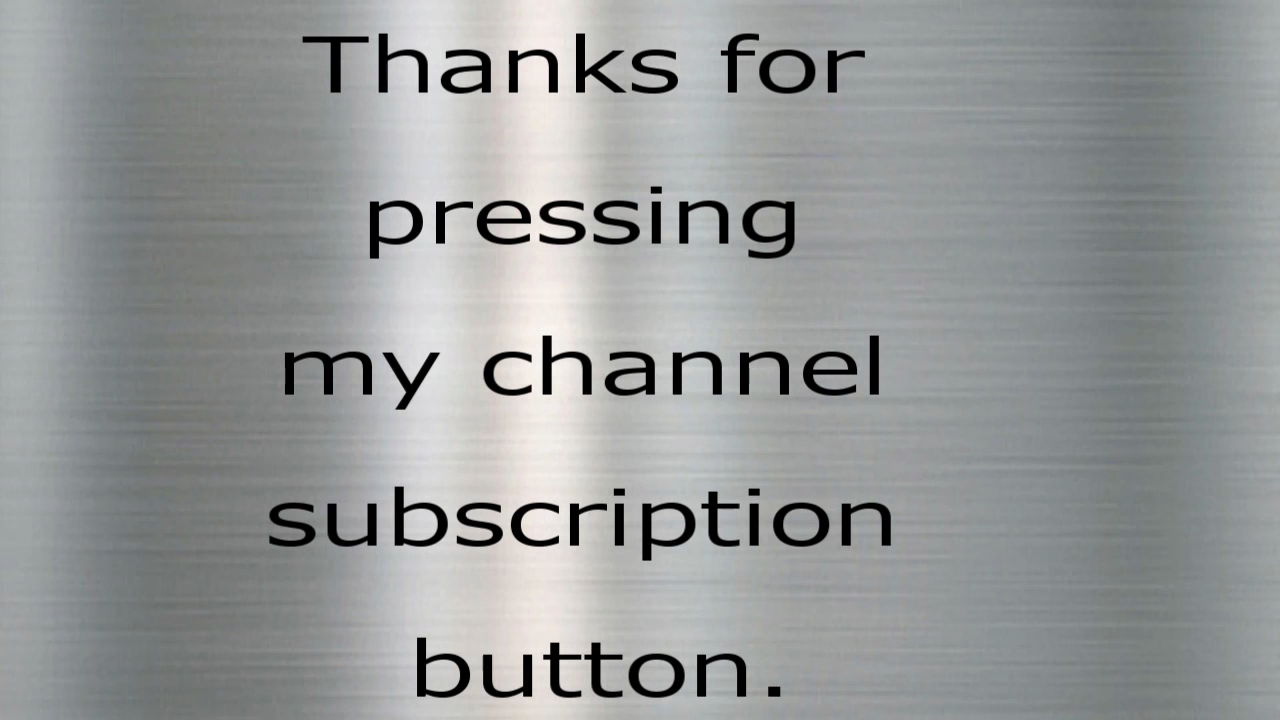 Thanks for
pressing
my channel
subscription
button.